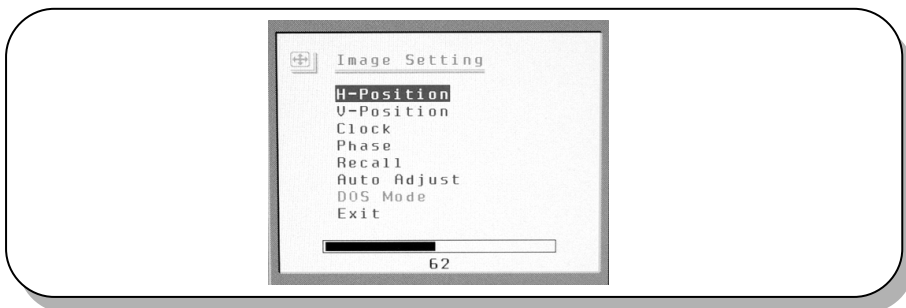 Image Setting
H-Position
V-Position
Clock
Phase
Recall
Auto Adjust
DOS Mode
Exit
62